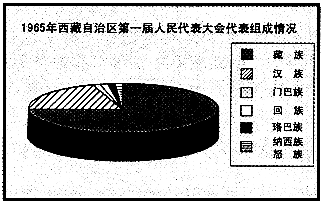 1965年西藏自治区第一届人民代表大会代表组成情况
藏 族
汉 族
门巴族
回 族
珞巴族
纳西族
怒 族